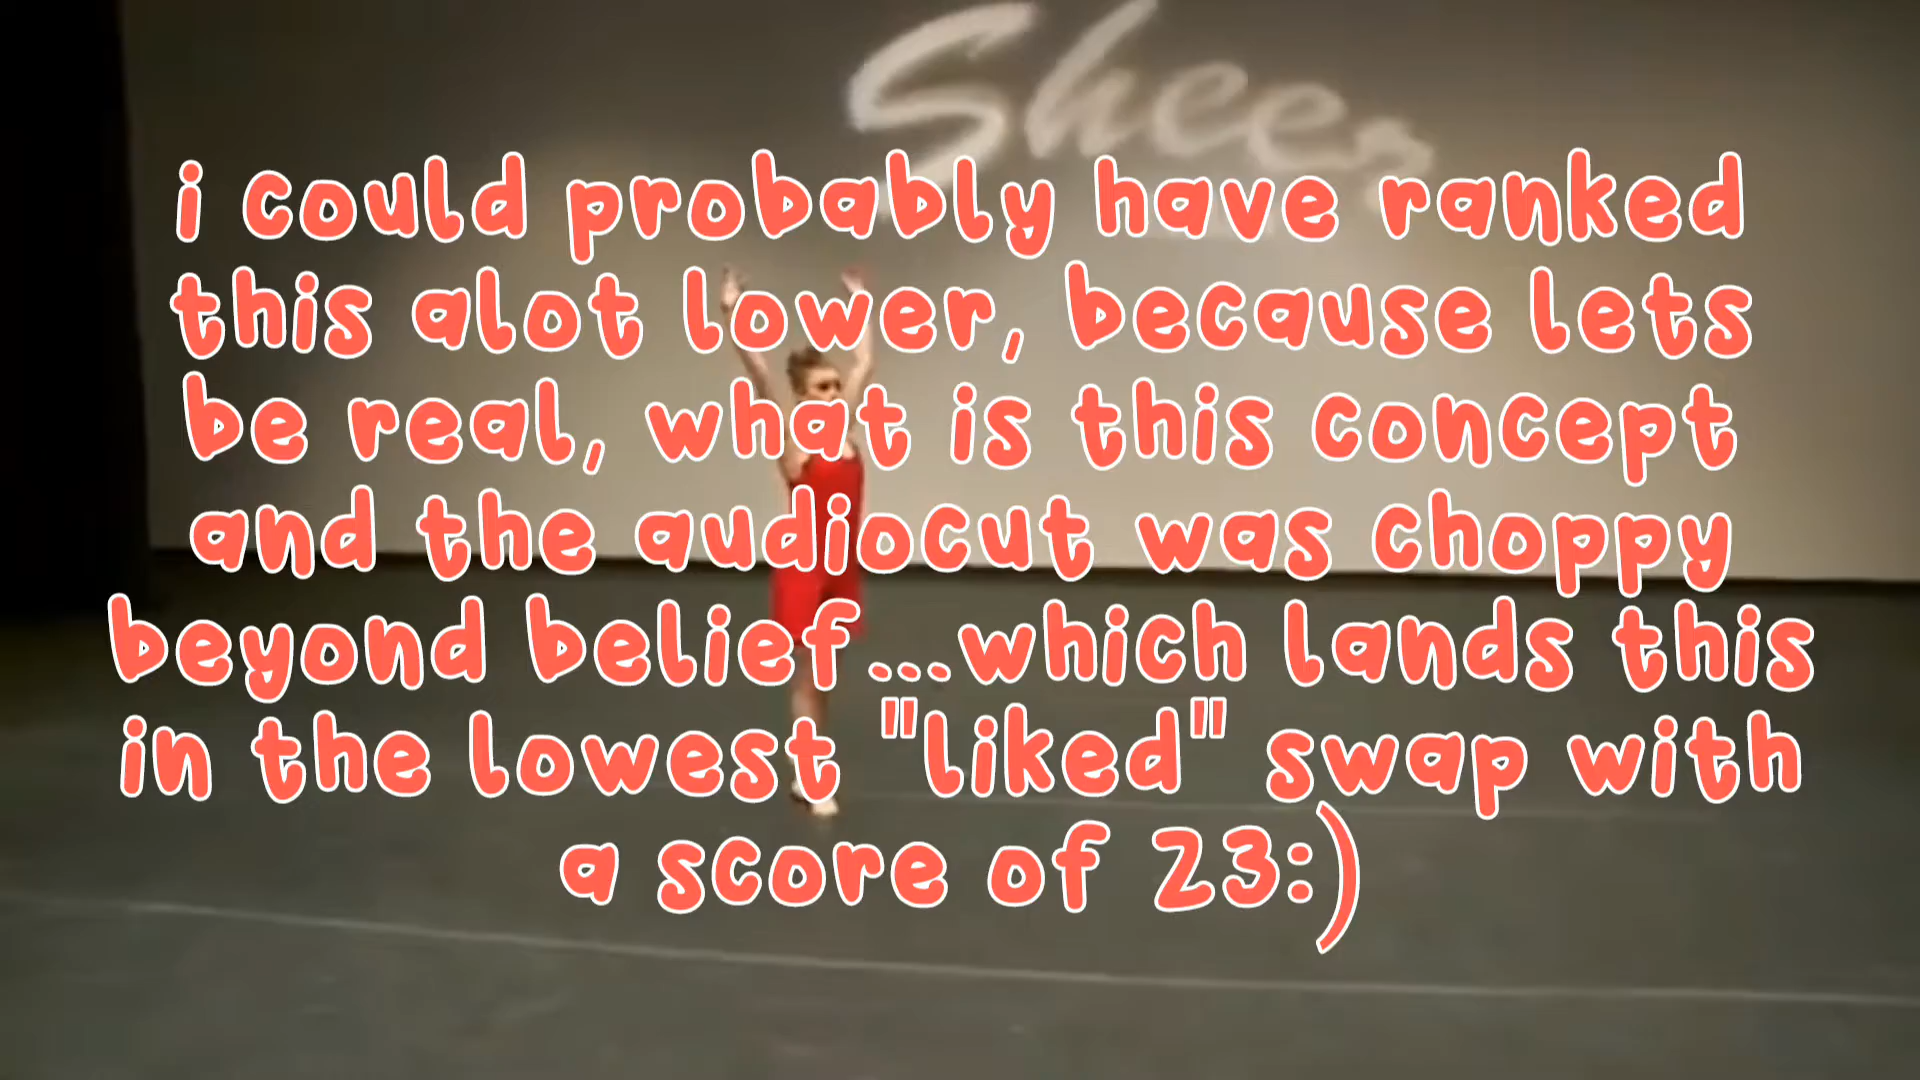 Sheer
i could probably have ranked
this alot lower, because lets
be real, what is this concept
and the audiocut was choppy
beyond belief...which lands this
in the lowest "liked" swap with
a score of 23:)